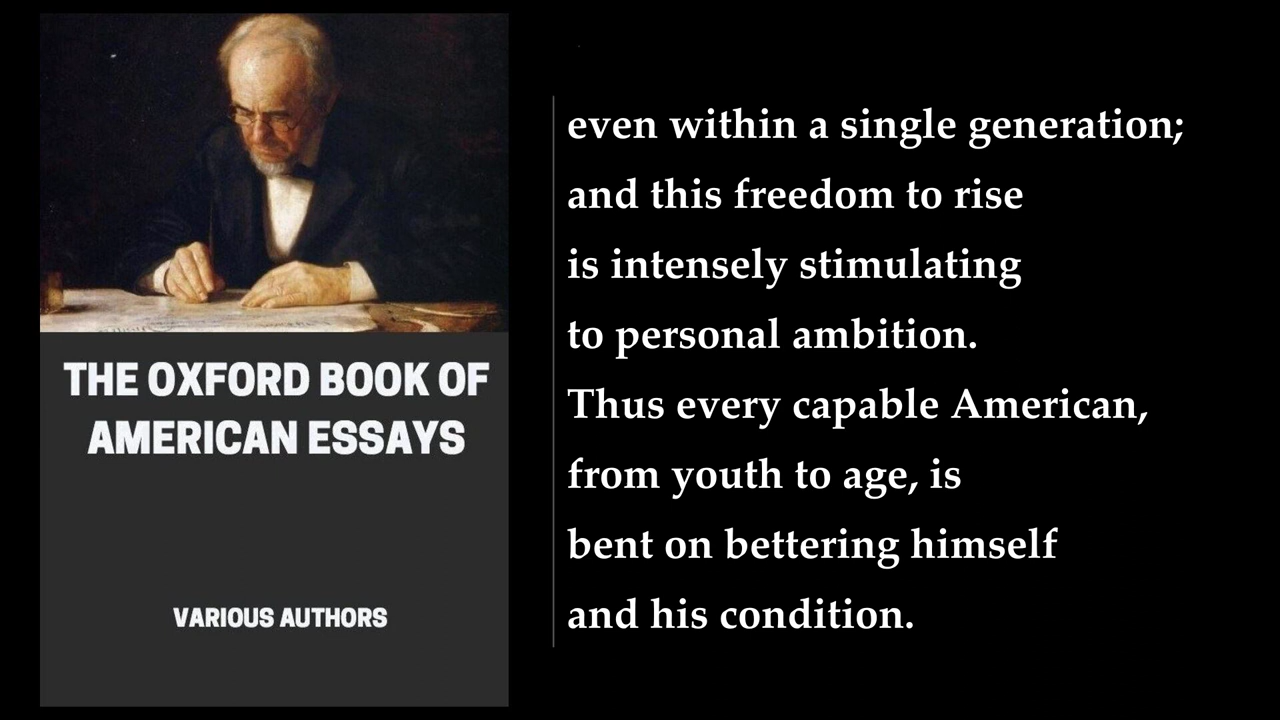 THE OXFORD BOOK OF
AMERICAN ESSAYS
VARIOUS AUTHORS
even within a single generation;
and this freedom to rise
is intensely stimulating
to personal ambition.
Thus every capable American,
from youth to age, is
bent on bettering himself
and his condition.